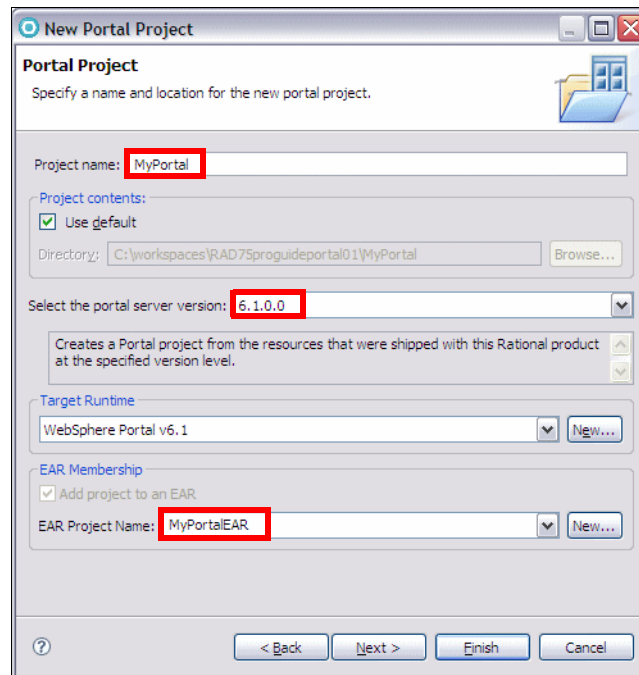 New Portal Project
Portal Project
Specify a name and location for the new portal project.
Project name: MyPortal
Project contents:
Use default
Directory: C:\workspaces\RAD75proguideportal01\MyPortal Browse...
Select the portal server version: 6.1.0.0
Creates a Portal project from the resources that were shipped with this Rational product
at the specified version level.
Target Runtime
WebSphere Portal v6.1 New...
EAR Membership
Add project to an EAR
EAR Project Name: MyPortalEAR New...
? < Back Next > Finish Cancel